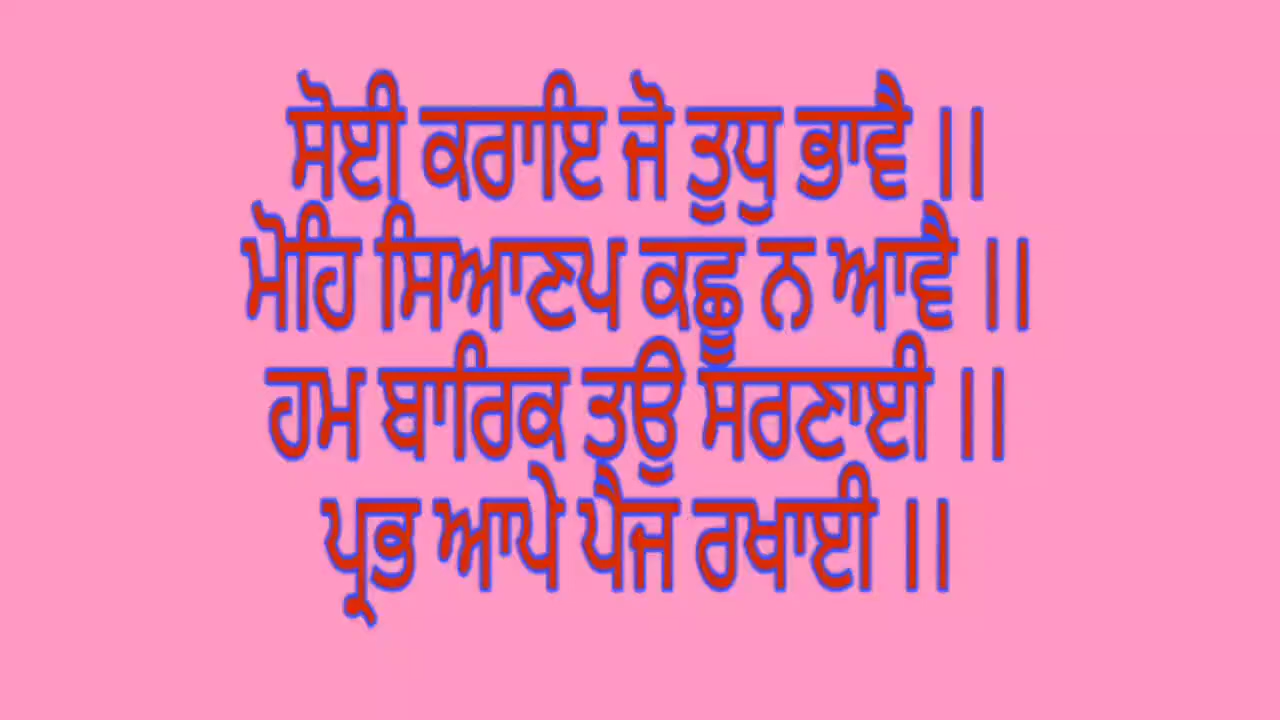 ਸੋਈ ਕਰਾਇ ਜੋ ਤੁਧੁ ਭਾਵੈ ।।
ਮੋਹਿ ਸਿਆਣਪ ਕਛੂ ਨ ਆਵੈ ।।
ਹਮ ਬਾਰਿਕ ਤਉ ਸਰਣਾਈ ।।
ਪ੍ਰਭ ਆਪੇ ਪੈਜ ਰਖਾਈ ।।